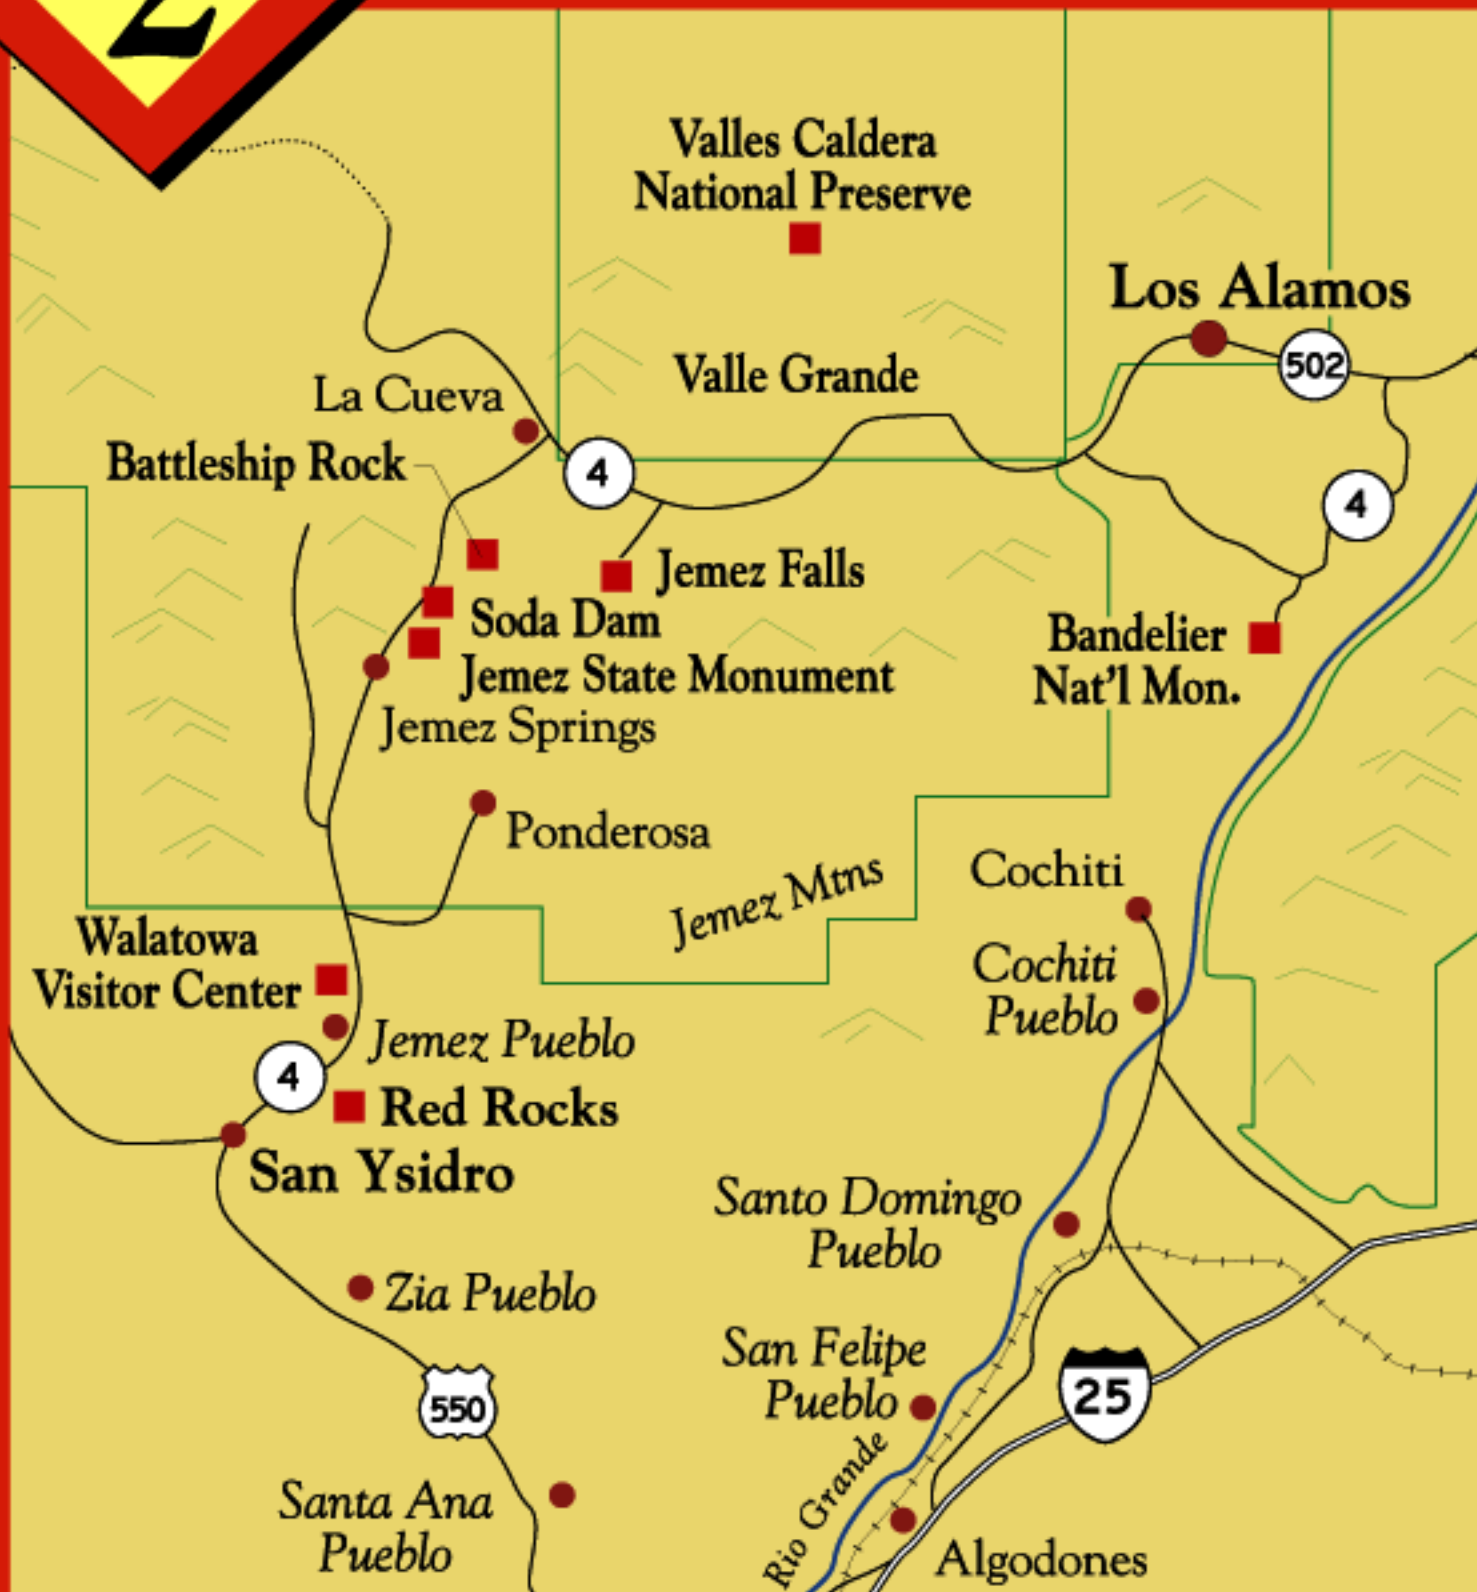 2
Valles Caldera
National Preserve
Los Alamos
502
Valle Grande
La Cueva
Battleship Rock
4
4
Jemez Falls
Soda Dam
Bandelier
Nat'l Mon.
Jemez State Monument
Jemez Springs
Ponderosa
Jemez Mtns
Cochiti
Walatowa
Visitor Center
Cochiti
Pueblo
Jemez Pueblo
4
Red Rocks
San Ysidro
Santo Domingo
Pueblo
Zia Pueblo
San Felipe
Pueblo
25
550
Rio Grande
Santa Ana
Pueblo
Algodones